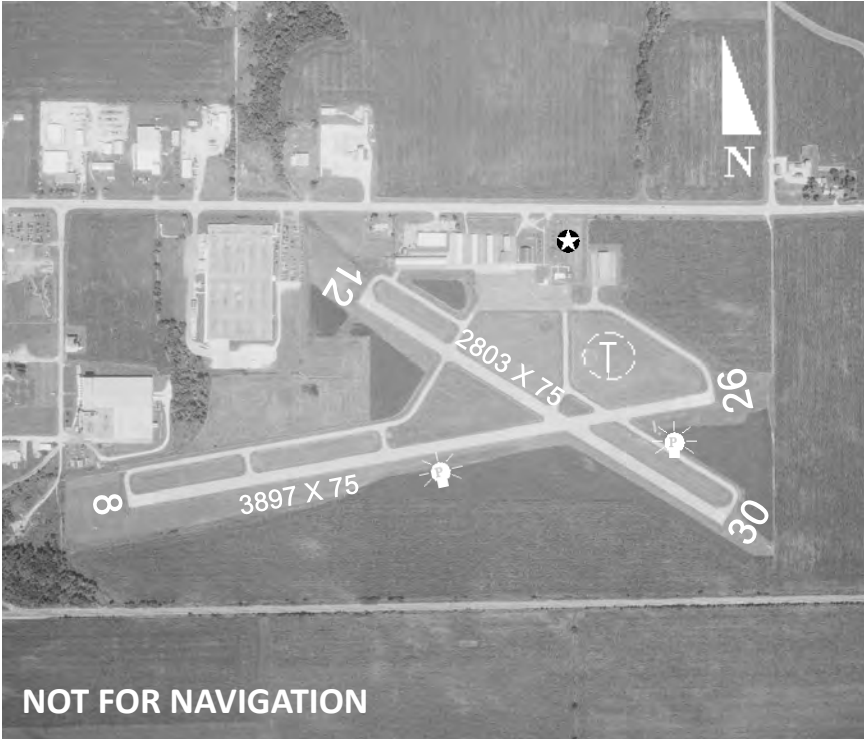 N
12
2803 X 75
T
26
P
P
8
3897 X 75
30
NOT FOR NAVIGATION